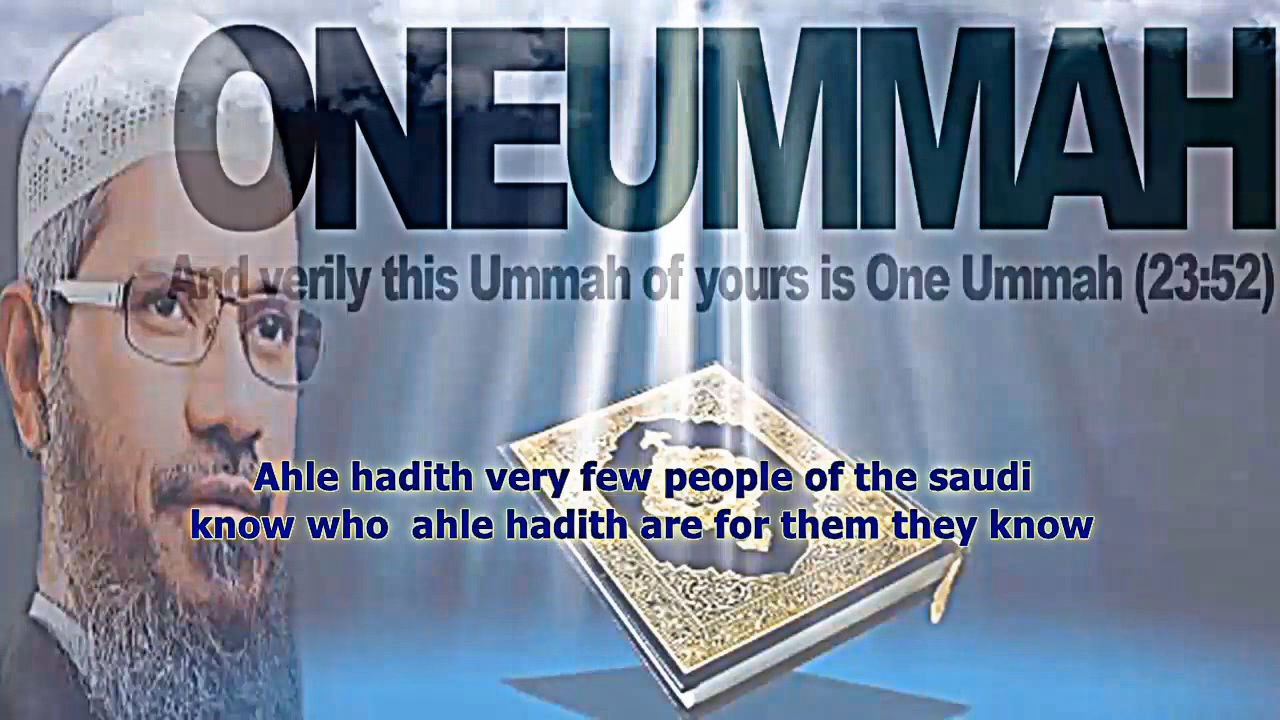 ONEUMMAH
And verily this Ummah of yours is One Ummah (23:52)
Ahle hadith very few people of the saudi
know who ahle hadith are for them they know